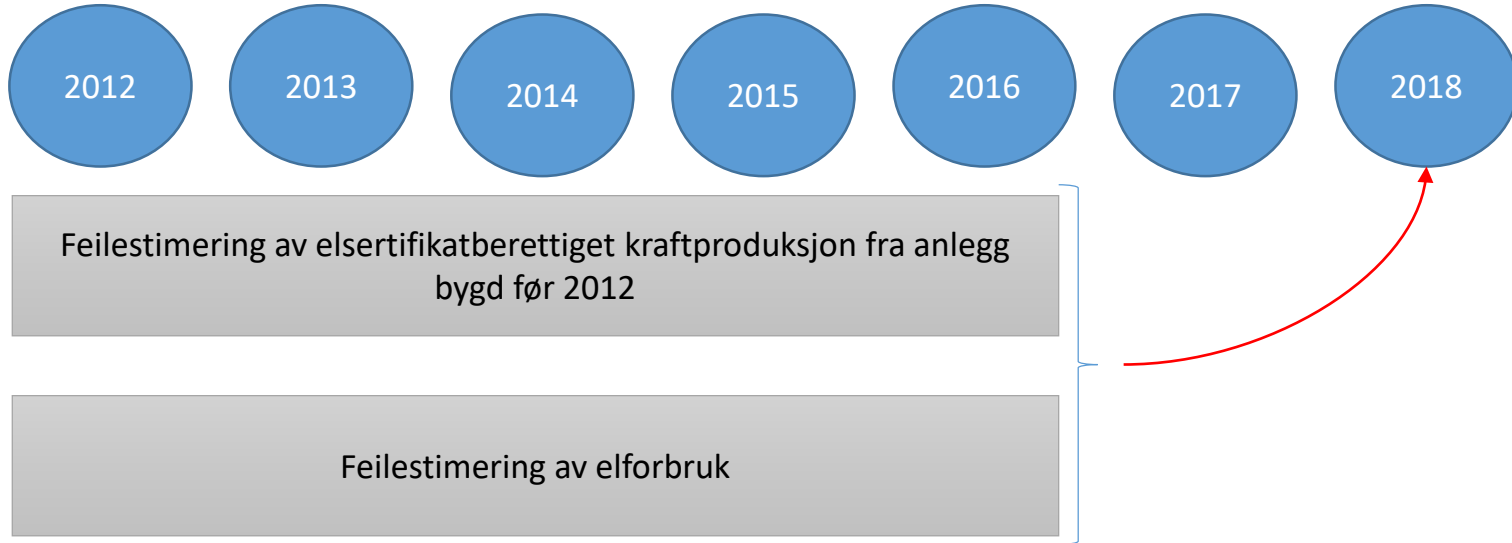 2012
2013
2014
2015
2016
2017
2018
Feilestimering av elsertifikatberettiget kraftproduksjon fra anlegg
bygd før 2012
Feilestimering av elforbruk